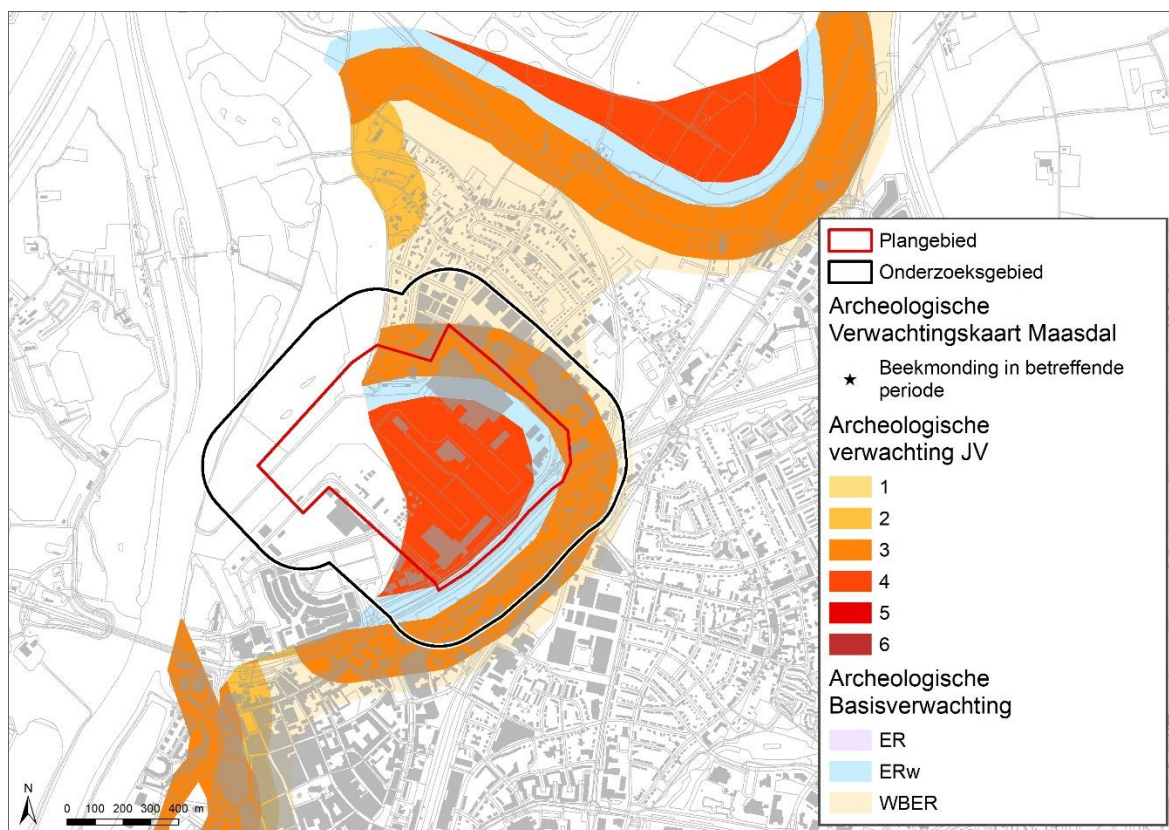 Plangebied
Onderzoeksgebied
Archeologische
Verwachtingskaart Maasdal
Beekmonding in betreffende
periode
Archeologische
verwachting JV
1
2
3
4
5
6
Archeologische
Basisverwachting
ER
ERw
WBER
N
0 100 200 300 400 m